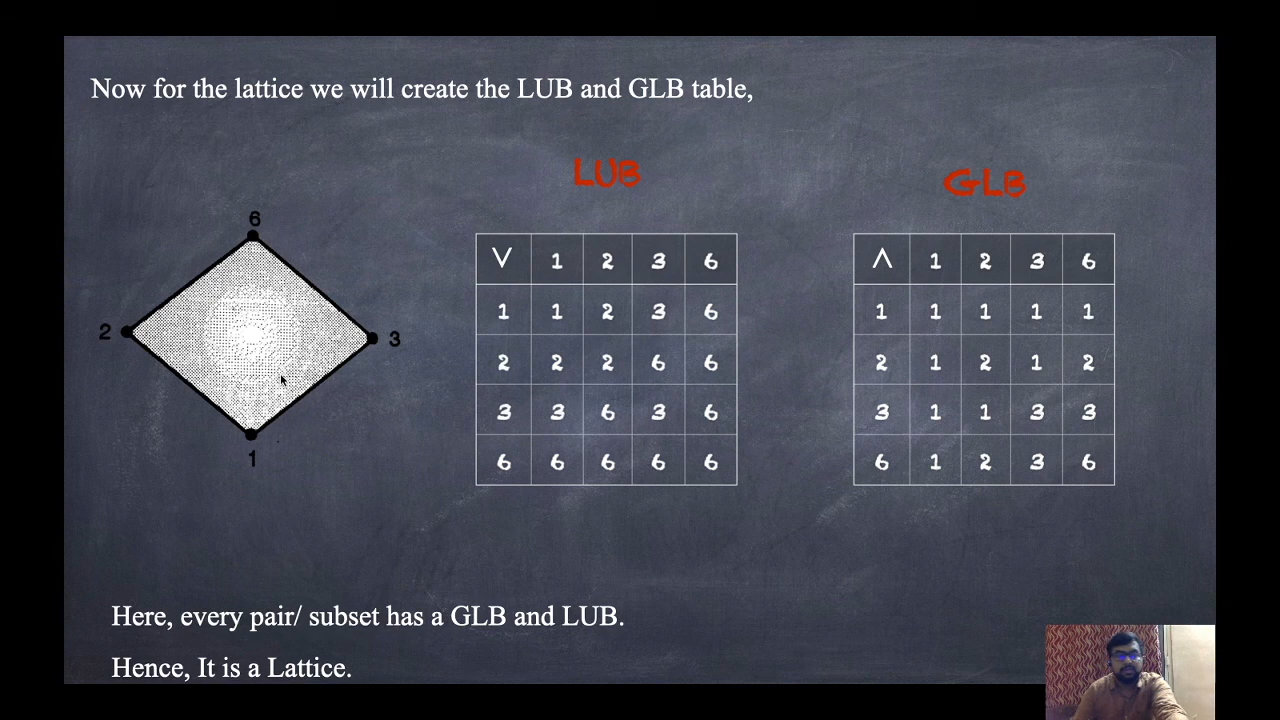 Now for the lattice we will create the LUB and GLB table,
LUB
GLB
6
2
3
1
∨ 1 2 3 6
1 1 2 3 6
2 2 2 6 6
3 3 6 3 6
6 6 6 6 6
∧ 1 2 3 6
1 1 1 1 1
2 1 2 1 2
3 1 1 3 3
6 1 2 3 6
Here, every pair/ subset has a GLB and LUB.
Hence, It is a Lattice.